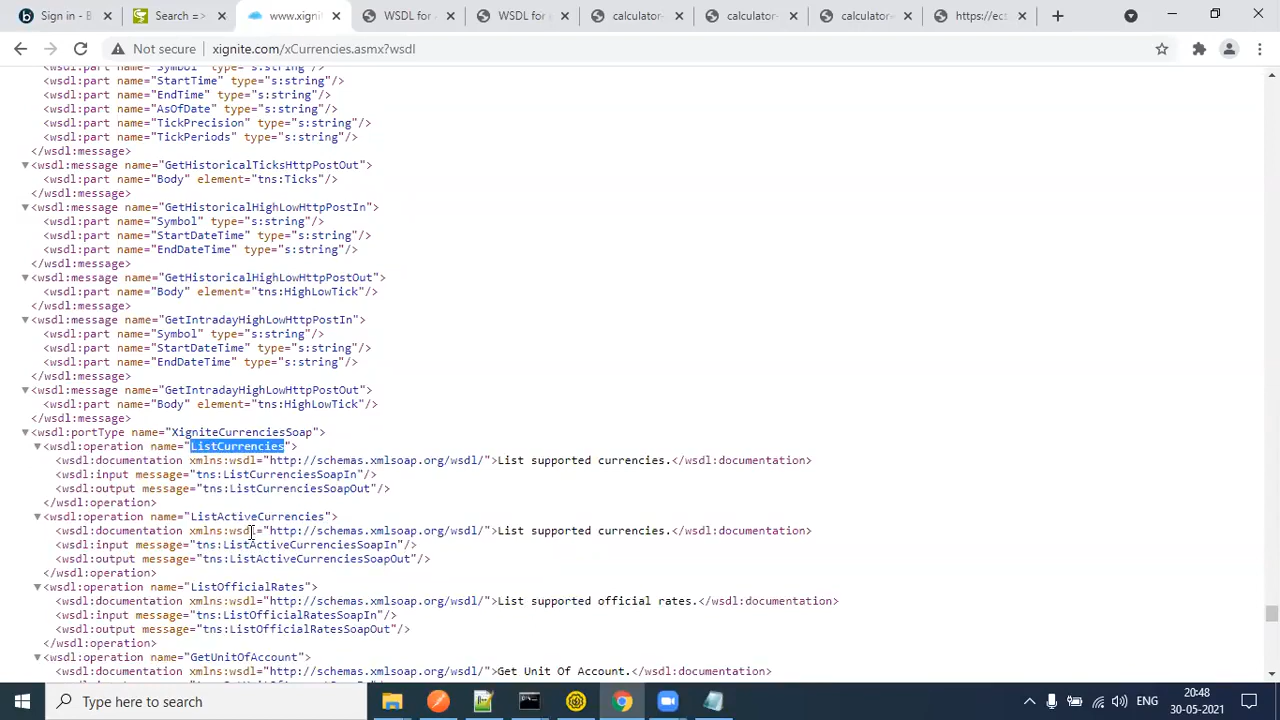 Sign in - B
Search =>
www.xignit
WSDL for
WSDL for
calculator-
calculator-
calculator-
https://ecs
Not secure
xignite.com/xCurrencies.asmx?wsdl
<wsdl:part name="Symbol" type="s:string"/>
<wsdl:part name="StartTime" type="s:string"/>
<wsdl:part name="EndTime" type="s:string"/>
<wsdl:part name="AsOfDate" type="s:string"/>
<wsdl:part name="TickPrecision" type="s:string"/>
<wsdl:part name="TickPeriods" type="s:string"/>
</wsdl:message>
<wsdl:message name="GetHistoricalTicksHttpPostOut">
<wsdl:part name="Body" element="tns:Ticks"/>
</wsdl:message>
<wsdl:message name="GetHistoricalHighLowHttpPostIn">
<wsdl:part name="Symbol" type="s:string"/>
<wsdl:part name="StartDateTime" type="s:string"/>
<wsdl:part name="EndDateTime" type="s:string"/>
</wsdl:message>
<wsdl:message name="GetHistoricalHighLowHttpPostOut">
<wsdl:part name="Body" element="tns:HighLowTick"/>
</wsdl:message>
<wsdl:message name="GetIntradayHighLowHttpPostIn">
<wsdl:part name="Symbol" type="s:string"/>
<wsdl:part name="StartDateTime" type="s:string"/>
<wsdl:part name="EndDateTime" type="s:string"/>
</wsdl:message>
<wsdl:message name="GetIntradayHighLowHttpPostOut">
<wsdl:part name="Body" element="tns:HighLowTick"/>
</wsdl:message>
<wsdl:portType name="XigniteCurrenciesSoap">
<wsdl:operation name="ListCurrencies">
<wsdl:documentation xmlns:wsdl="http://schemas.xmlsoap.org/wsdl/">List supported currencies.</wsdl:documentation>
<wsdl:input message="tns:ListCurrenciesSoapIn"/>
<wsdl:output message="tns:ListCurrenciesSoapOut"/>
</wsdl:operation>
<wsdl:operation name="ListActiveCurrencies">
<wsdl:documentation xmlns:wsdl="http://schemas.xmlsoap.org/wsdl/">List supported currencies.</wsdl:documentation>
<wsdl:input message="tns:ListActiveCurrenciesSoapIn"/>
<wsdl:output message="tns:ListActiveCurrenciesSoapOut"/>
</wsdl:operation>
<wsdl:operation name="ListOfficialRates">
<wsdl:documentation xmlns:wsdl="http://schemas.xmlsoap.org/wsdl/">List supported official rates.</wsdl:documentation>
<wsdl:input message="tns:ListOfficialRatesSoapIn"/>
<wsdl:output message="tns:ListOfficialRatesSoapOut"/>
</wsdl:operation>
<wsdl:operation name="GetUnitOfAccount">
<wsdl:documentation xmlns:wsdl="http://schemas.xmlsoap.org/wsdl/">Get Unit Of Account.</wsdl:documentation>
Type here to search
ENG
20:48
30-05-2021